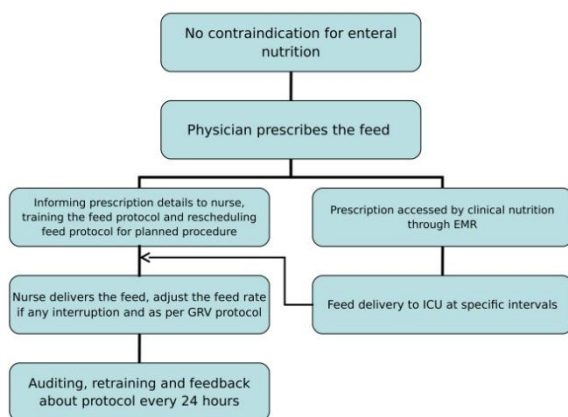 No contraindication for enteral
nutrition
Physician prescribes the feed
Informing prescription details to nurse,
training the feed protocol and rescheduling
feed protocol for planned procedure
Prescription accessed by clinical nutrition
through EMR
Nurse delivers the feed, adjust the feed rate
if any interruption and as per GRV protocol
Feed delivery to ICU at specific intervals
Auditing, retraining and feedback
about protocol every 24 hours